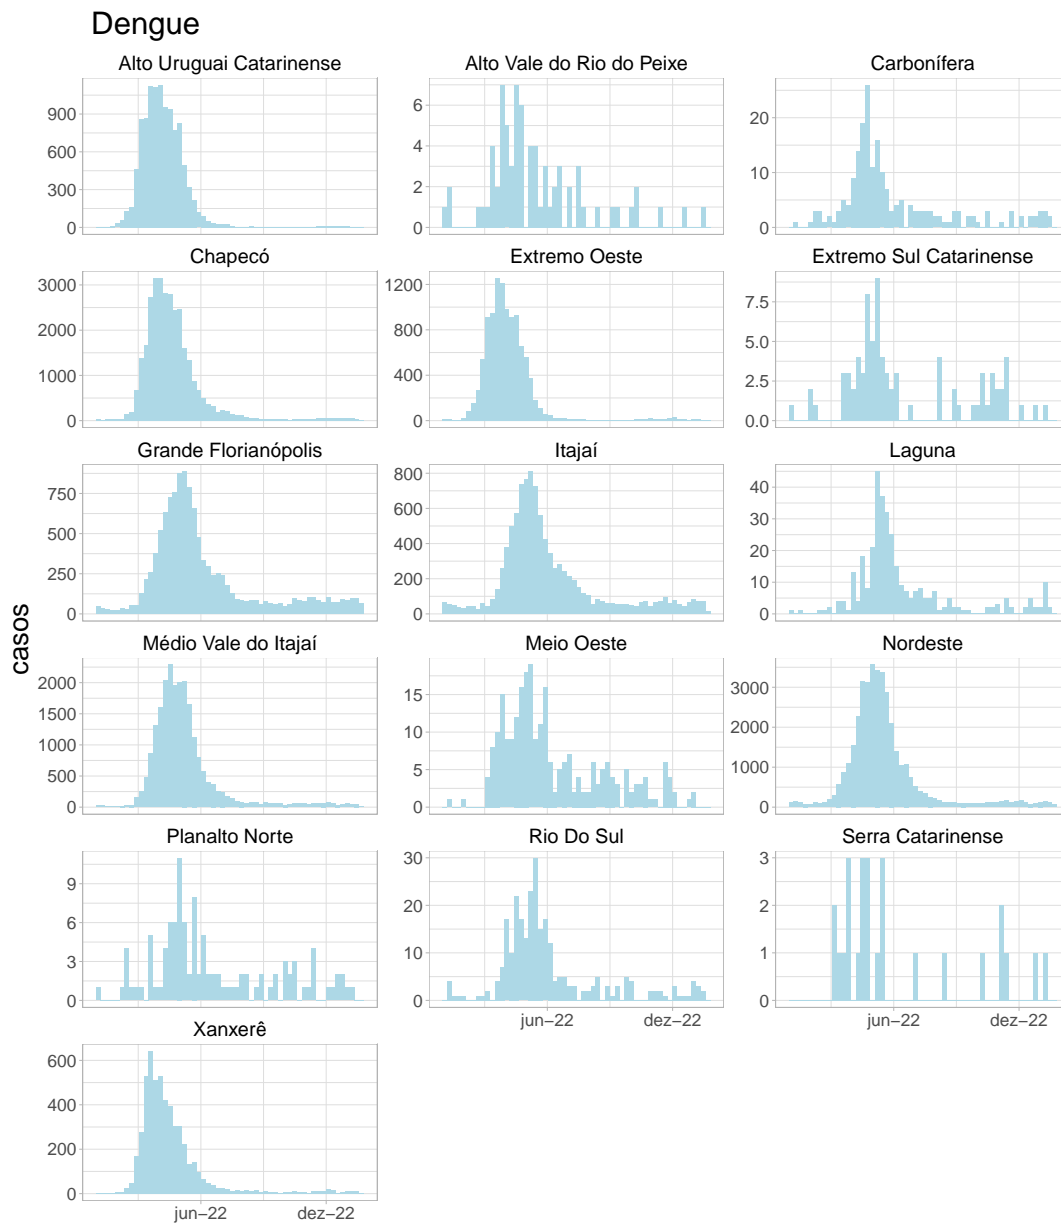 Dengue
Alto Uruguai Catarinense
Alto Vale do Rio do Peixe
Carbonífera
900
600
300
0
6
4
2
0
20
10
0
Chapecó
Extremo Oeste
Extremo Sul Catarinense
3000
2000
1000
0
1200
800
400
0
7.5
5.0
2.5
0.0
Grande Florianópolis
Itajaí
Laguna
750
500
250
0
800
600
400
200
0
40
30
20
10
0
casos
Médio Vale do Itajaí
Meio Oeste
Nordeste
2000
1500
1000
500
0
15
10
5
0
3000
2000
1000
0
Planalto Norte
Rio Do Sul
Serra Catarinense
9
6
3
0
30
20
10
0
3
2
1
0
jun–22
dez–22
jun–22
dez–22
Xanxerê
600
400
200
0
jun–22
dez–22